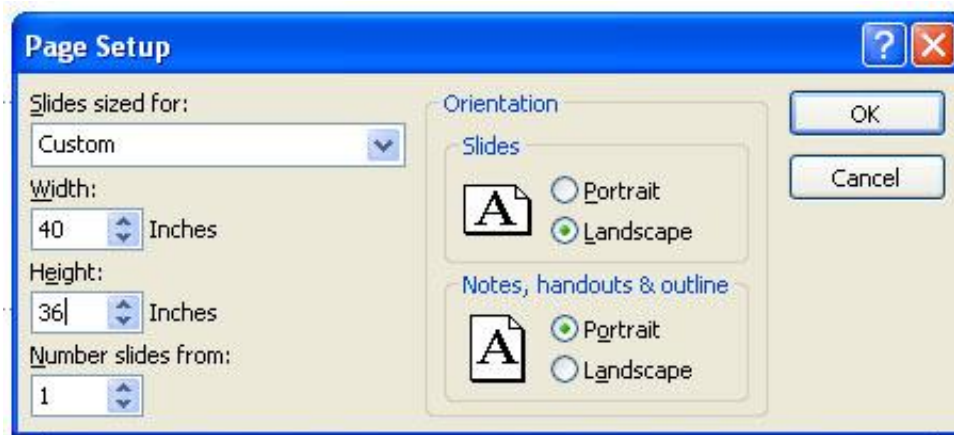 Page Setup
?
Slides sized for:
Custom
Width:
40 Inches
Height:
36 Inches
Number slides from:
1
Orientation
Slides
A
Portrait
Landscape
Notes, handouts & outline
A
Portrait
Landscape
OK
Cancel